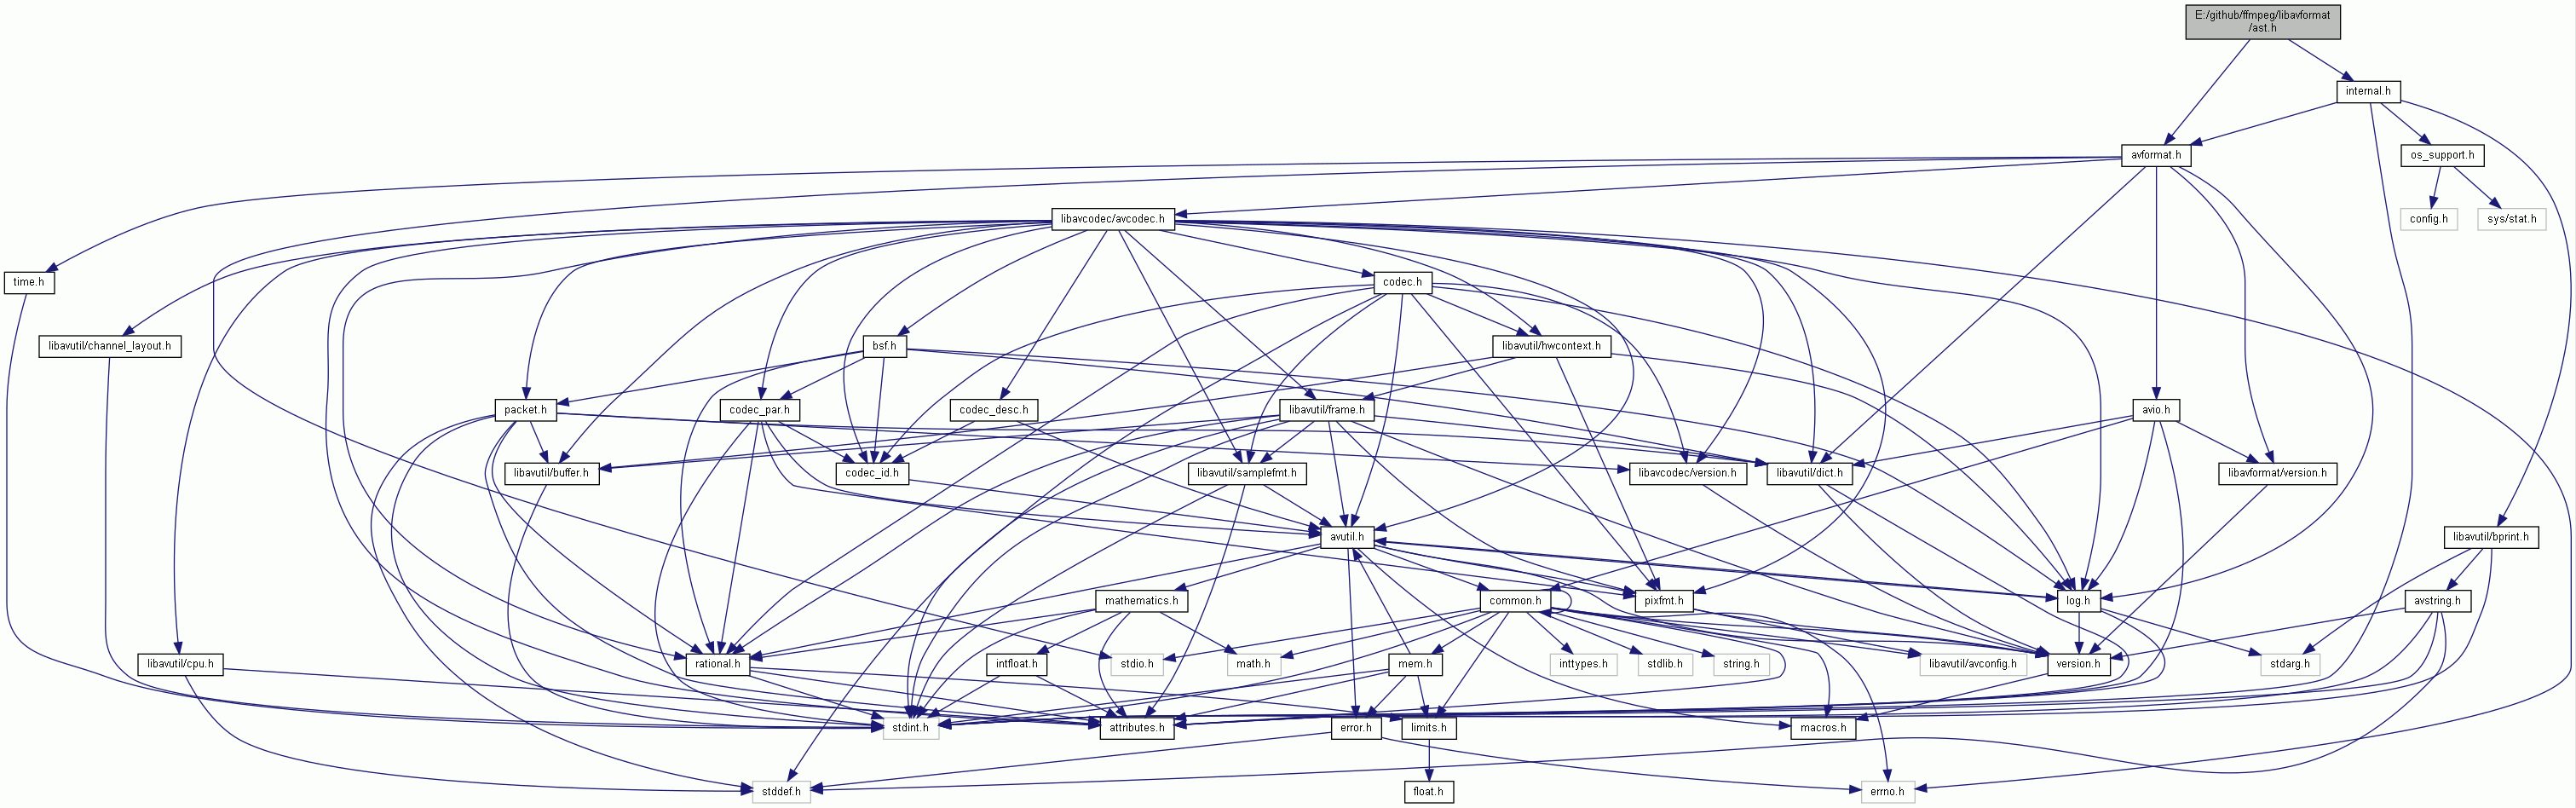 E:/github/ffmpeg/libavformat
/ast.h
internal.h
avformat.h
os_support.h
libavcodec/avcodec.h
config.h
sys/stat.h
time.h
codec.h
libavutil/channel_layout.h
bsf.h
libavutil/hwcontext.h
packet.h
codec_par.h
codec_desc.h
libavutil/frame.h
avio.h
libavutil/buffer.h
codec_id.h
libavutil/samplefmt.h
libavcodec/version.h
libavutil/dict.h
libavformat/version.h
avutil.h
libavutil/bprint.h
mathematics.h
common.h
pixfmt.h
log.h
avstring.h
libavutil/cpu.h
rational.h
intfloat.h
stdio.h
math.h
mem.h
inttypes.h
stdlib.h
string.h
libavutil/avconfig.h
version.h
stdarg.h
stdint.h
attributes.h
error.h
limits.h
macros.h
stddef.h
float.h
errno.h